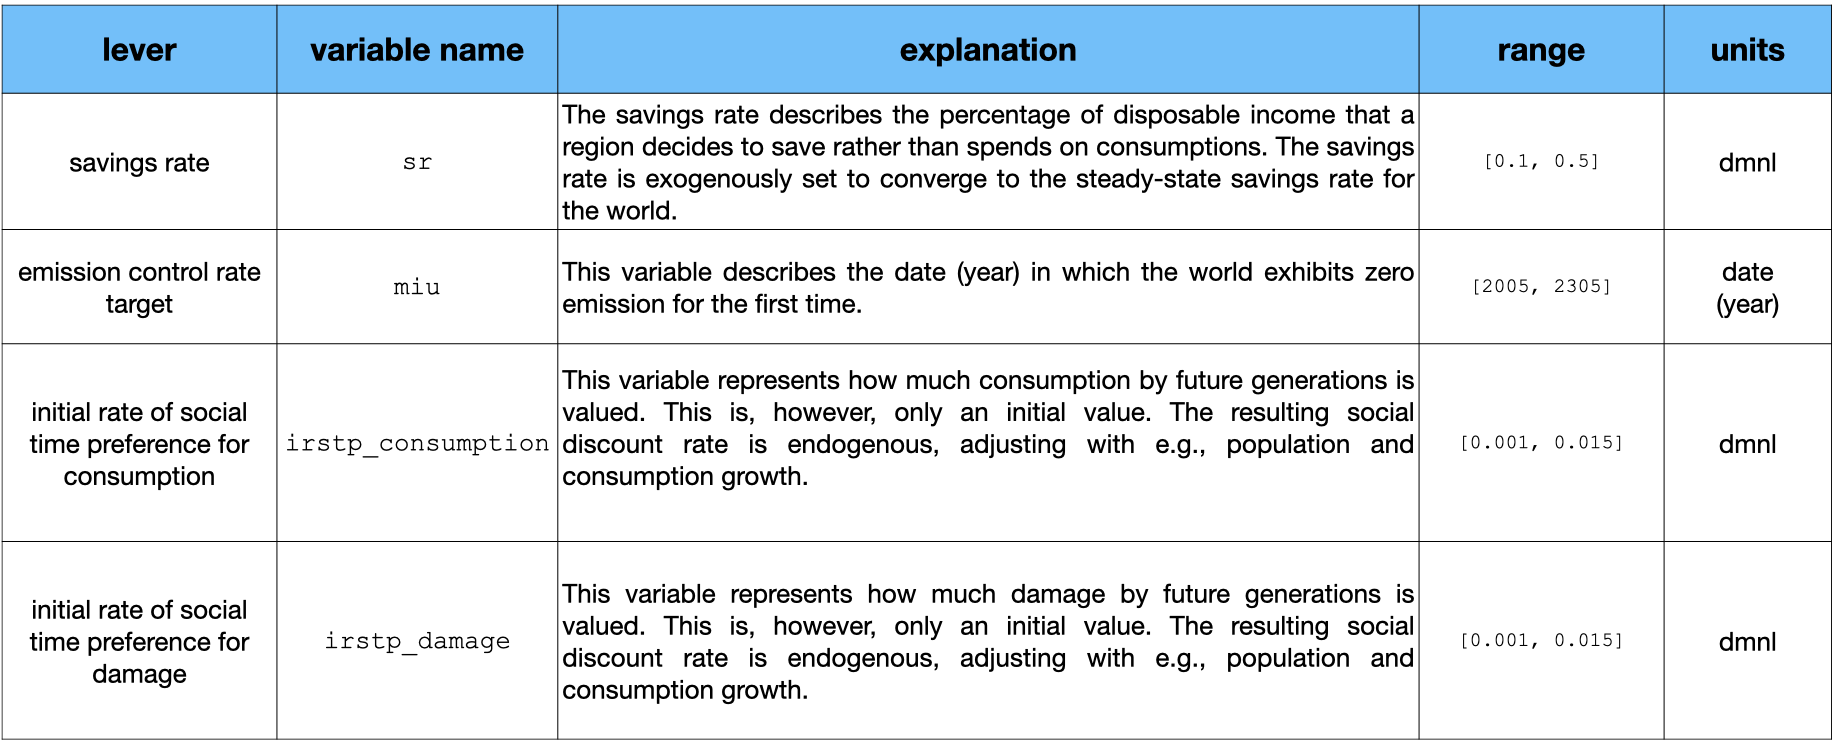 lever variable name explanation range units
The savings rate describes the percentage of disposable income that a
region decides to save rather than spends on consumptions. The savings
savings rate sr [0.1, 0.5] dmnl
rate is exogenously set to converge to the steady-state savings rate for
the world.
emission control rate
target
miu
This variable describes the date (year) in which the world exhibits zero
emission for the first time.
[2005, 2305]
date
(year)
initial rate of social
time preference for
consumption
irstp_consumption
This variable represents how much consumption by future generations is
valued. This is, however, only an initial value. The resulting social
discount rate is endogenous, adjusting with e.g., population and
consumption growth.
[0.001, 0.015]
dmnl
initial rate of social
time preference for
damage
irstp_damage
This variable represents how much damage by future generations is
valued. This is, however, only an initial value. The resulting social
discount rate is endogenous, adjusting with e.g., population and
consumption growth.
[0.001, 0.015]
dmnl